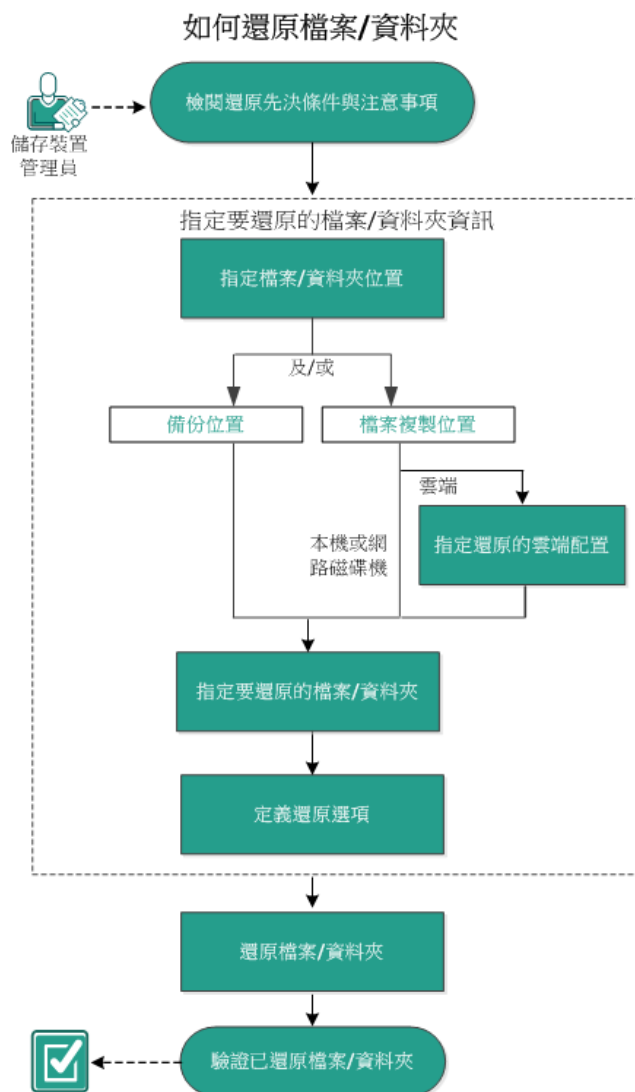 如何還原檔案/資料夾
檢閱還原先決條件與注意事項
儲存裝置
管理員
指定要還原的檔案/資料夾資訊
指定檔案/資料夾位置
及/或
備份位置
檔案複製位置
雲端
本機或網
路磁碟機
指定還原的雲端配置
指定要還原的檔案/資料夾
定義還原選項
還原檔案/資料夾
驗證已還原檔案/資料夾